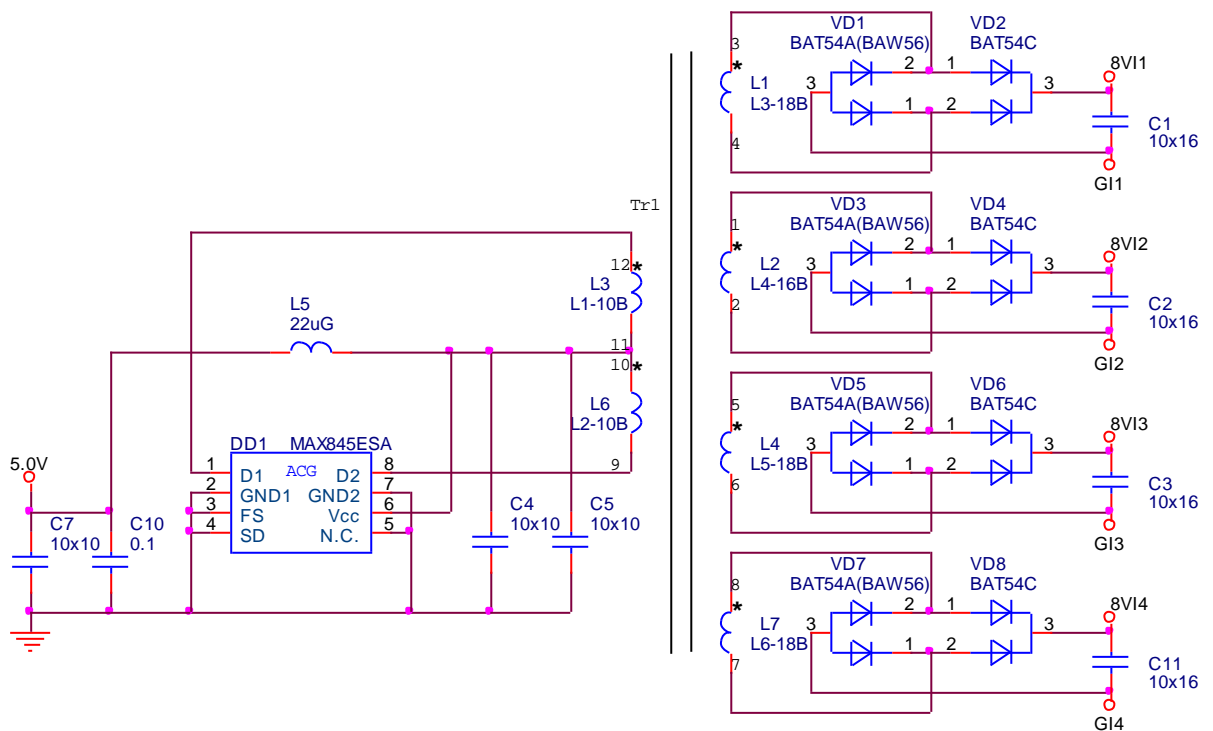 VD1
BAT54A(BAW56)
VD2
BAT54C
3
*
2
1
8VI1
3
L1
L3-18B
3
1
2
C1
10x16
4
GI1
Tr1
VD3
BAT54A(BAW56)
VD4
BAT54C
1
*
2
1
8VI2
3
L2
L4-16B
3
1
2
C2
10x16
2
GI2
12
*
L3
L1-10B
L5
22uG
11
10
*
L6
L2-10B
9
VD5
BAT54A(BAW56)
VD6
BAT54C
5
*
2
1
8VI3
3
L4
L5-18B
3
1
2
C3
10x16
6
GI3
DD1
MAX845ESA
ACG
1
D1
D2
8
2
GND1
GND2
7
3
FS
Vcc
6
4
SD
N.C.
5
5.0V
C7
10x10
C10
0.1
C4
10x10
C5
10x10
VD7
BAT54A(BAW56)
VD8
BAT54C
8
*
2
1
8VI4
3
L7
L6-18B
3
1
2
C11
10x16
7
GI4